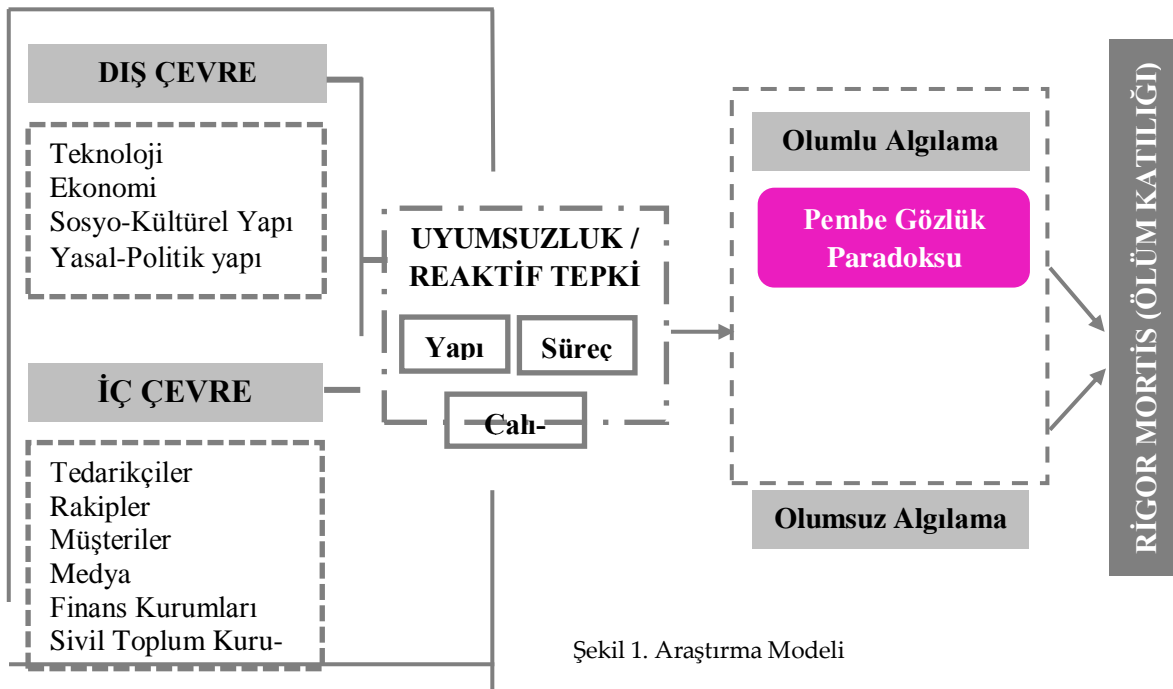 DIŞ ÇEVRE
Teknoloji
Ekonomi
Sosyo-Kültürel Yapı
Yasal-Politik yapı
İÇ ÇEVRE
Tedarikçiler
Rakipler
Müşteriler
Medya
Finans Kurumları
Sivil Toplum Kuru-
UYUMSUZLUK /
REAKTİF TEPKİ
Yapı
Süreç
Calı-
Olumlu Algılama
Pembe Gözlük
Paradoksu
Olumsuz Algılama
RİGOR MORTİS (ÖLÜM KATILIĞI)
Şekil 1. Araştırma Modeli